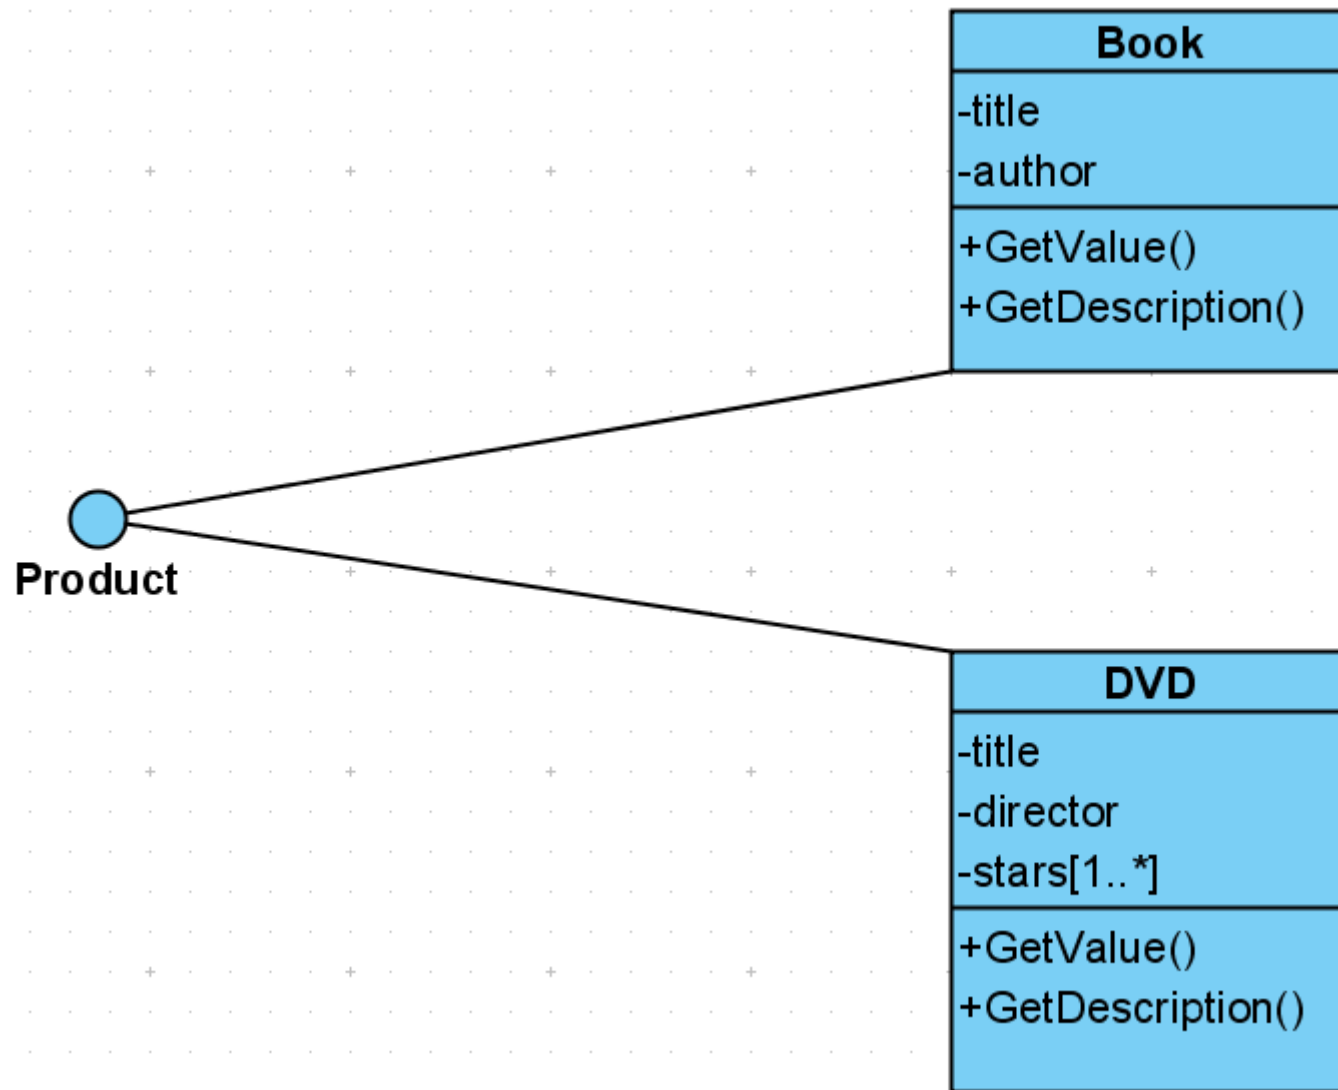 Book
-title
-author
+GetValue()
+GetDescription()
Product
DVD
-title
-director
-stars[1..*]
+GetValue()
+GetDescription()